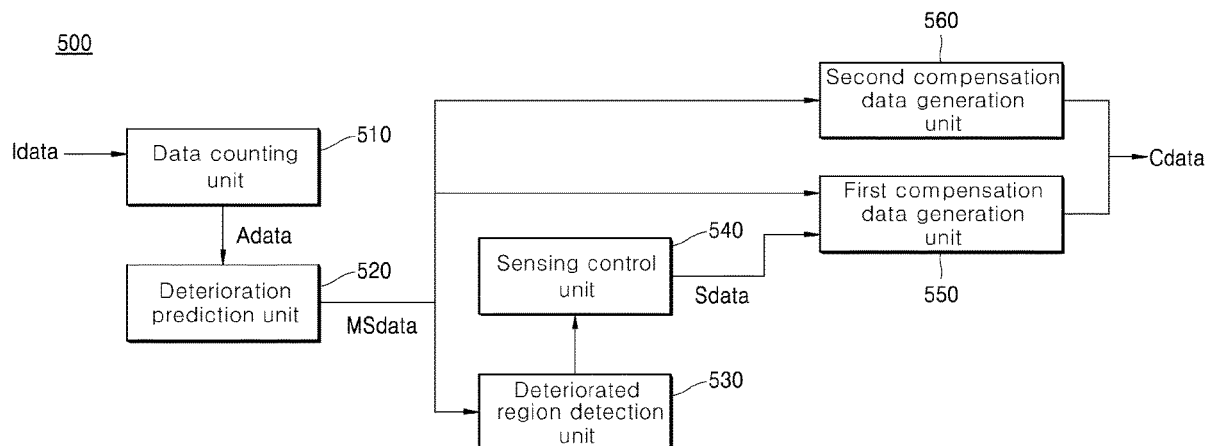 500
560
Second compensation
data generation
unit
510
Idata
Data counting
unit
Cdata
First compensation
data generation
unit
550
Adata
540
Sensing control
unit
Sdata
520
Deterioration
prediction unit
MSdata
530
Deteriorated
region detection
unit